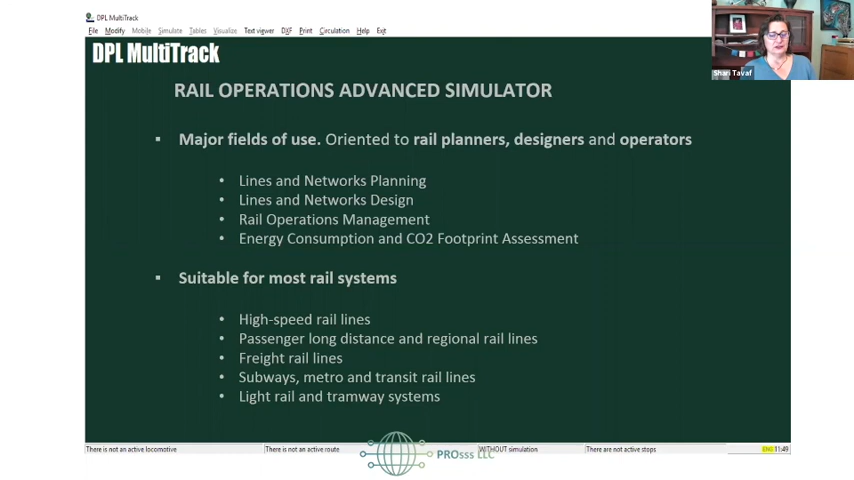 DPL MultiTrack
File Modify Mobile Simulate Tables Visualize Text viewer DXF Print Circulation Help Exit
DPL MultiTrack
Shari Tavaf
RAIL OPERATIONS ADVANCED SIMULATOR
▪ Major fields of use. Oriented to rail planners, designers and operators
• Lines and Networks Planning
• Lines and Networks Design
• Rail Operations Management
• Energy Consumption and CO2 Footprint Assessment
▪ Suitable for most rail systems
• High-speed rail lines
• Passenger long distance and regional rail lines
• Freight rail lines
• Subways, metro and transit rail lines
• Light rail and tramway systems
There is not an active locomotive There is not an active route WITHOUT simulation There are not active stops ENG 11:49
PROsss LLC